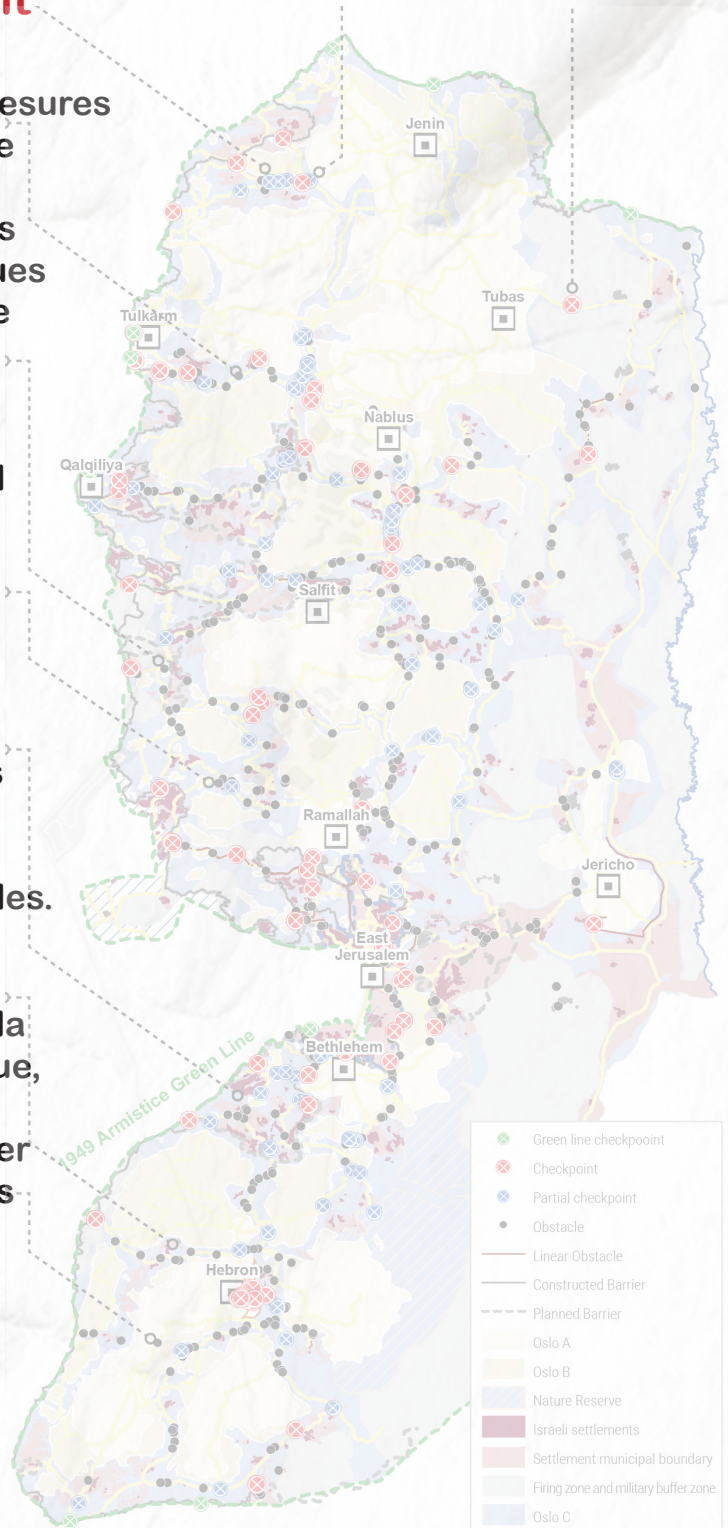 esures
e
s
ues
e
s
les.
la
ue,
er
s
Jenin
Tubas
Tulkarm
Nablus
Qalqiliya
Salfit
Ramallah
Jericho
East
Jerusalem
Bethlehem
1949 Armistice Green Line
Hebron
Green line checkpooint
Checkpoint
Partial checkpoint
Obstacle
Linear Obstacle
Constructed Barrier
Planned Barrier
Oslo A
Oslo B
Nature Reserve
Israeli settlements
Settlement municipal boundary
Firing zone and military buffer zone
Oslo C